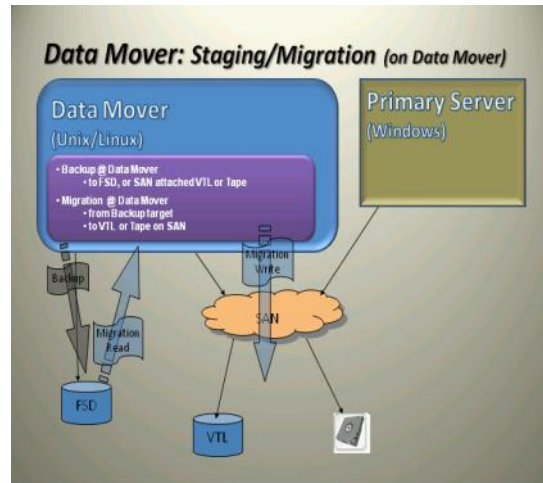 Data Mover: Staging/Migration (on Data Mover)
Data Mover
(Unix/Linux)
• Backup @ Data Mover
• to FSD, or SAN attached VTL or Tape
• Migration @ Data Mover
• from Backup target
• to VTL or Tape on SAN
Primary Server
(Windows)
Backup
Migration
Read
Migration
Write
SAN
FSD
VTL